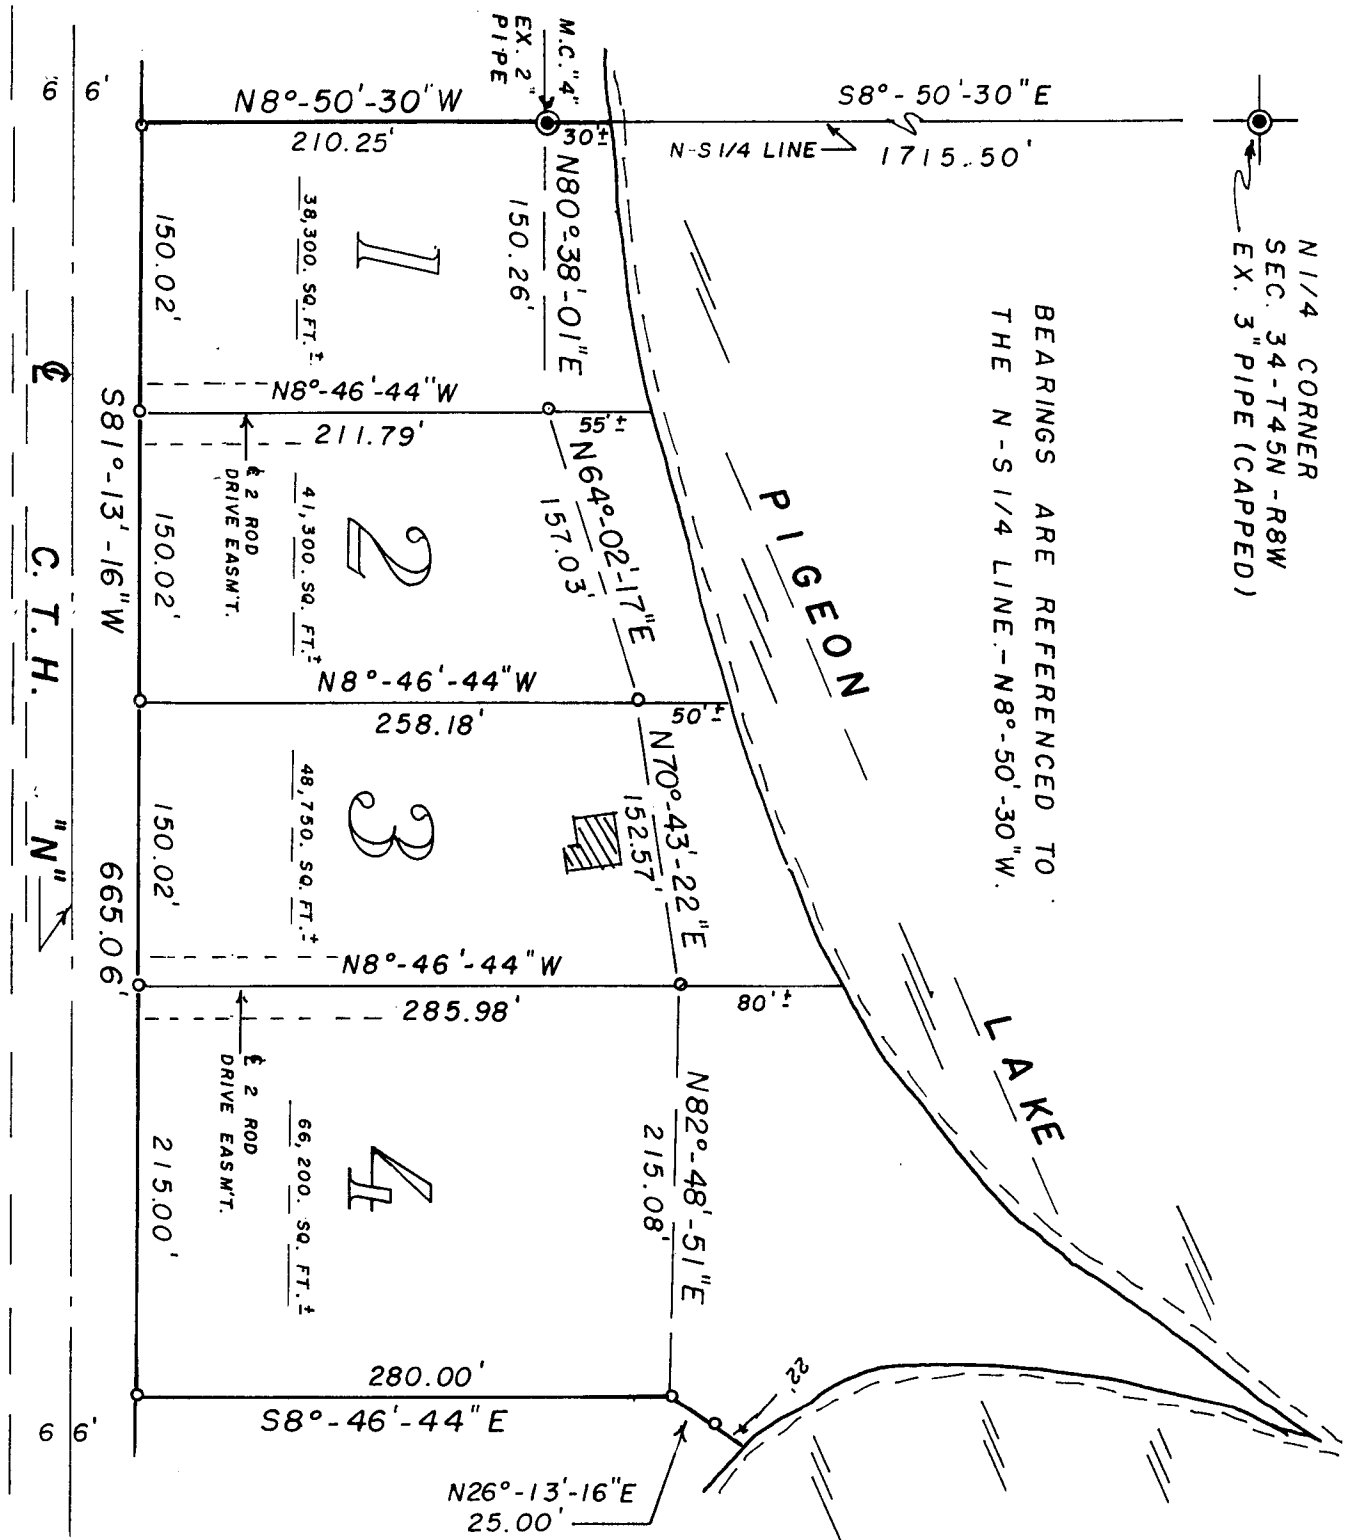 N 1/4 CORNER
SEC. 34-T45N-R8W
EX. 3" PIPE (CAPPED)
BEARINGS ARE REFERENCED TO
THE N-S 1/4 LINE.-N8°-50'-30"W.
S8°-50'-30"E
1715.50'
N-S 1/4 LINE
M.C. "4"
EX. 2"
PIPE
30'±
N8°-50'-30"W
210.25'
N80°-38'-01"E
150.26'
1
38,300. SQ. FT.±
150.02'
N8°-46'-44"W
211.79'
55'±
₵ 2 ROD
DRIVE EASM'T.
PIGEON
LAKE
N64°-02'-17"E
157.03'
2
41,300. SQ. FT.±
150.02'
N8°-46'-44"W
258.18'
50'±
N70°-43'-22"E
152.57'
3
48,750. SQ. FT.±
150.02'
N8°-46'-44"W
285.98'
80'±
₵ 2 ROD
DRIVE EASM'T.
N82°-48'-51"E
215.08'
4
66,200. SQ. FT.±
215.00'
280.00'
S8°-46'-44"E
22'
N26°-13'-16"E
25.00'
S81°-13'-16"W 665.06'
66'
₵ C. T. H. "N"
66'